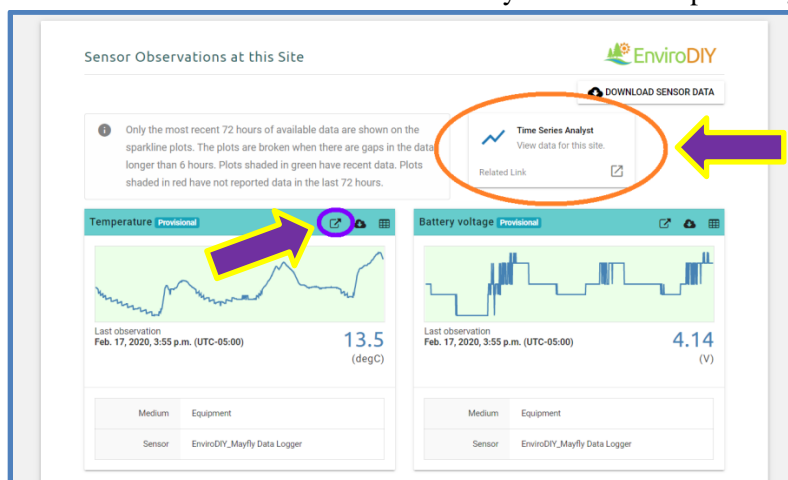 Sensor Observations at this Site
EnviroDIY
DOWNLOAD SENSOR DATA
Only the most recent 72 hours of available data are shown on the
sparkline plots. The plots are broken when there are gaps in the data
longer than 6 hours. Plots shaded in green have recent data. Plots
shaded in red have not reported data in the last 72 hours.
Time Series Analyst
View data for this site.
Related Link
Temperature Provisional
Last observation
Feb. 17, 2020, 3:55 p.m. (UTC-05:00)
13.5
(degC)
Medium Equipment
Sensor EnviroDIY_Mayfly Data Logger
Battery voltage Provisional
Last observation
Feb. 17, 2020, 3:55 p.m. (UTC-05:00)
4.14
(V)
Medium Equipment
Sensor EnviroDIY_Mayfly Data Logger